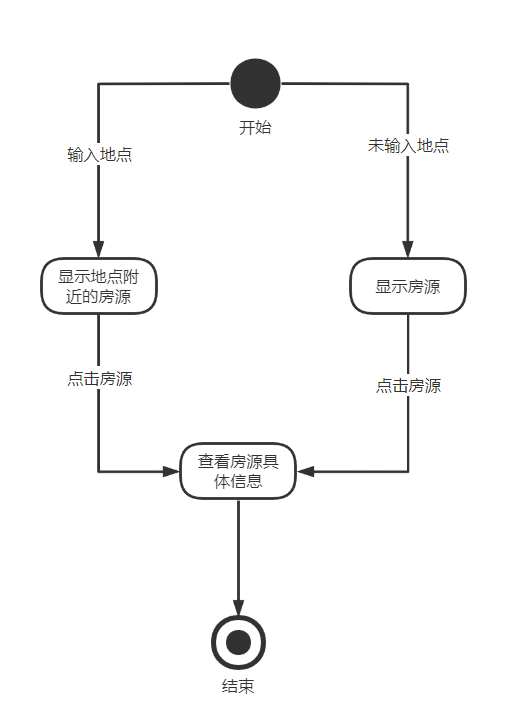 开始
输入地点
未输入地点
显示地点附
近的房源
显示房源
点击房源
点击房源
查看房源具
体信息
结束